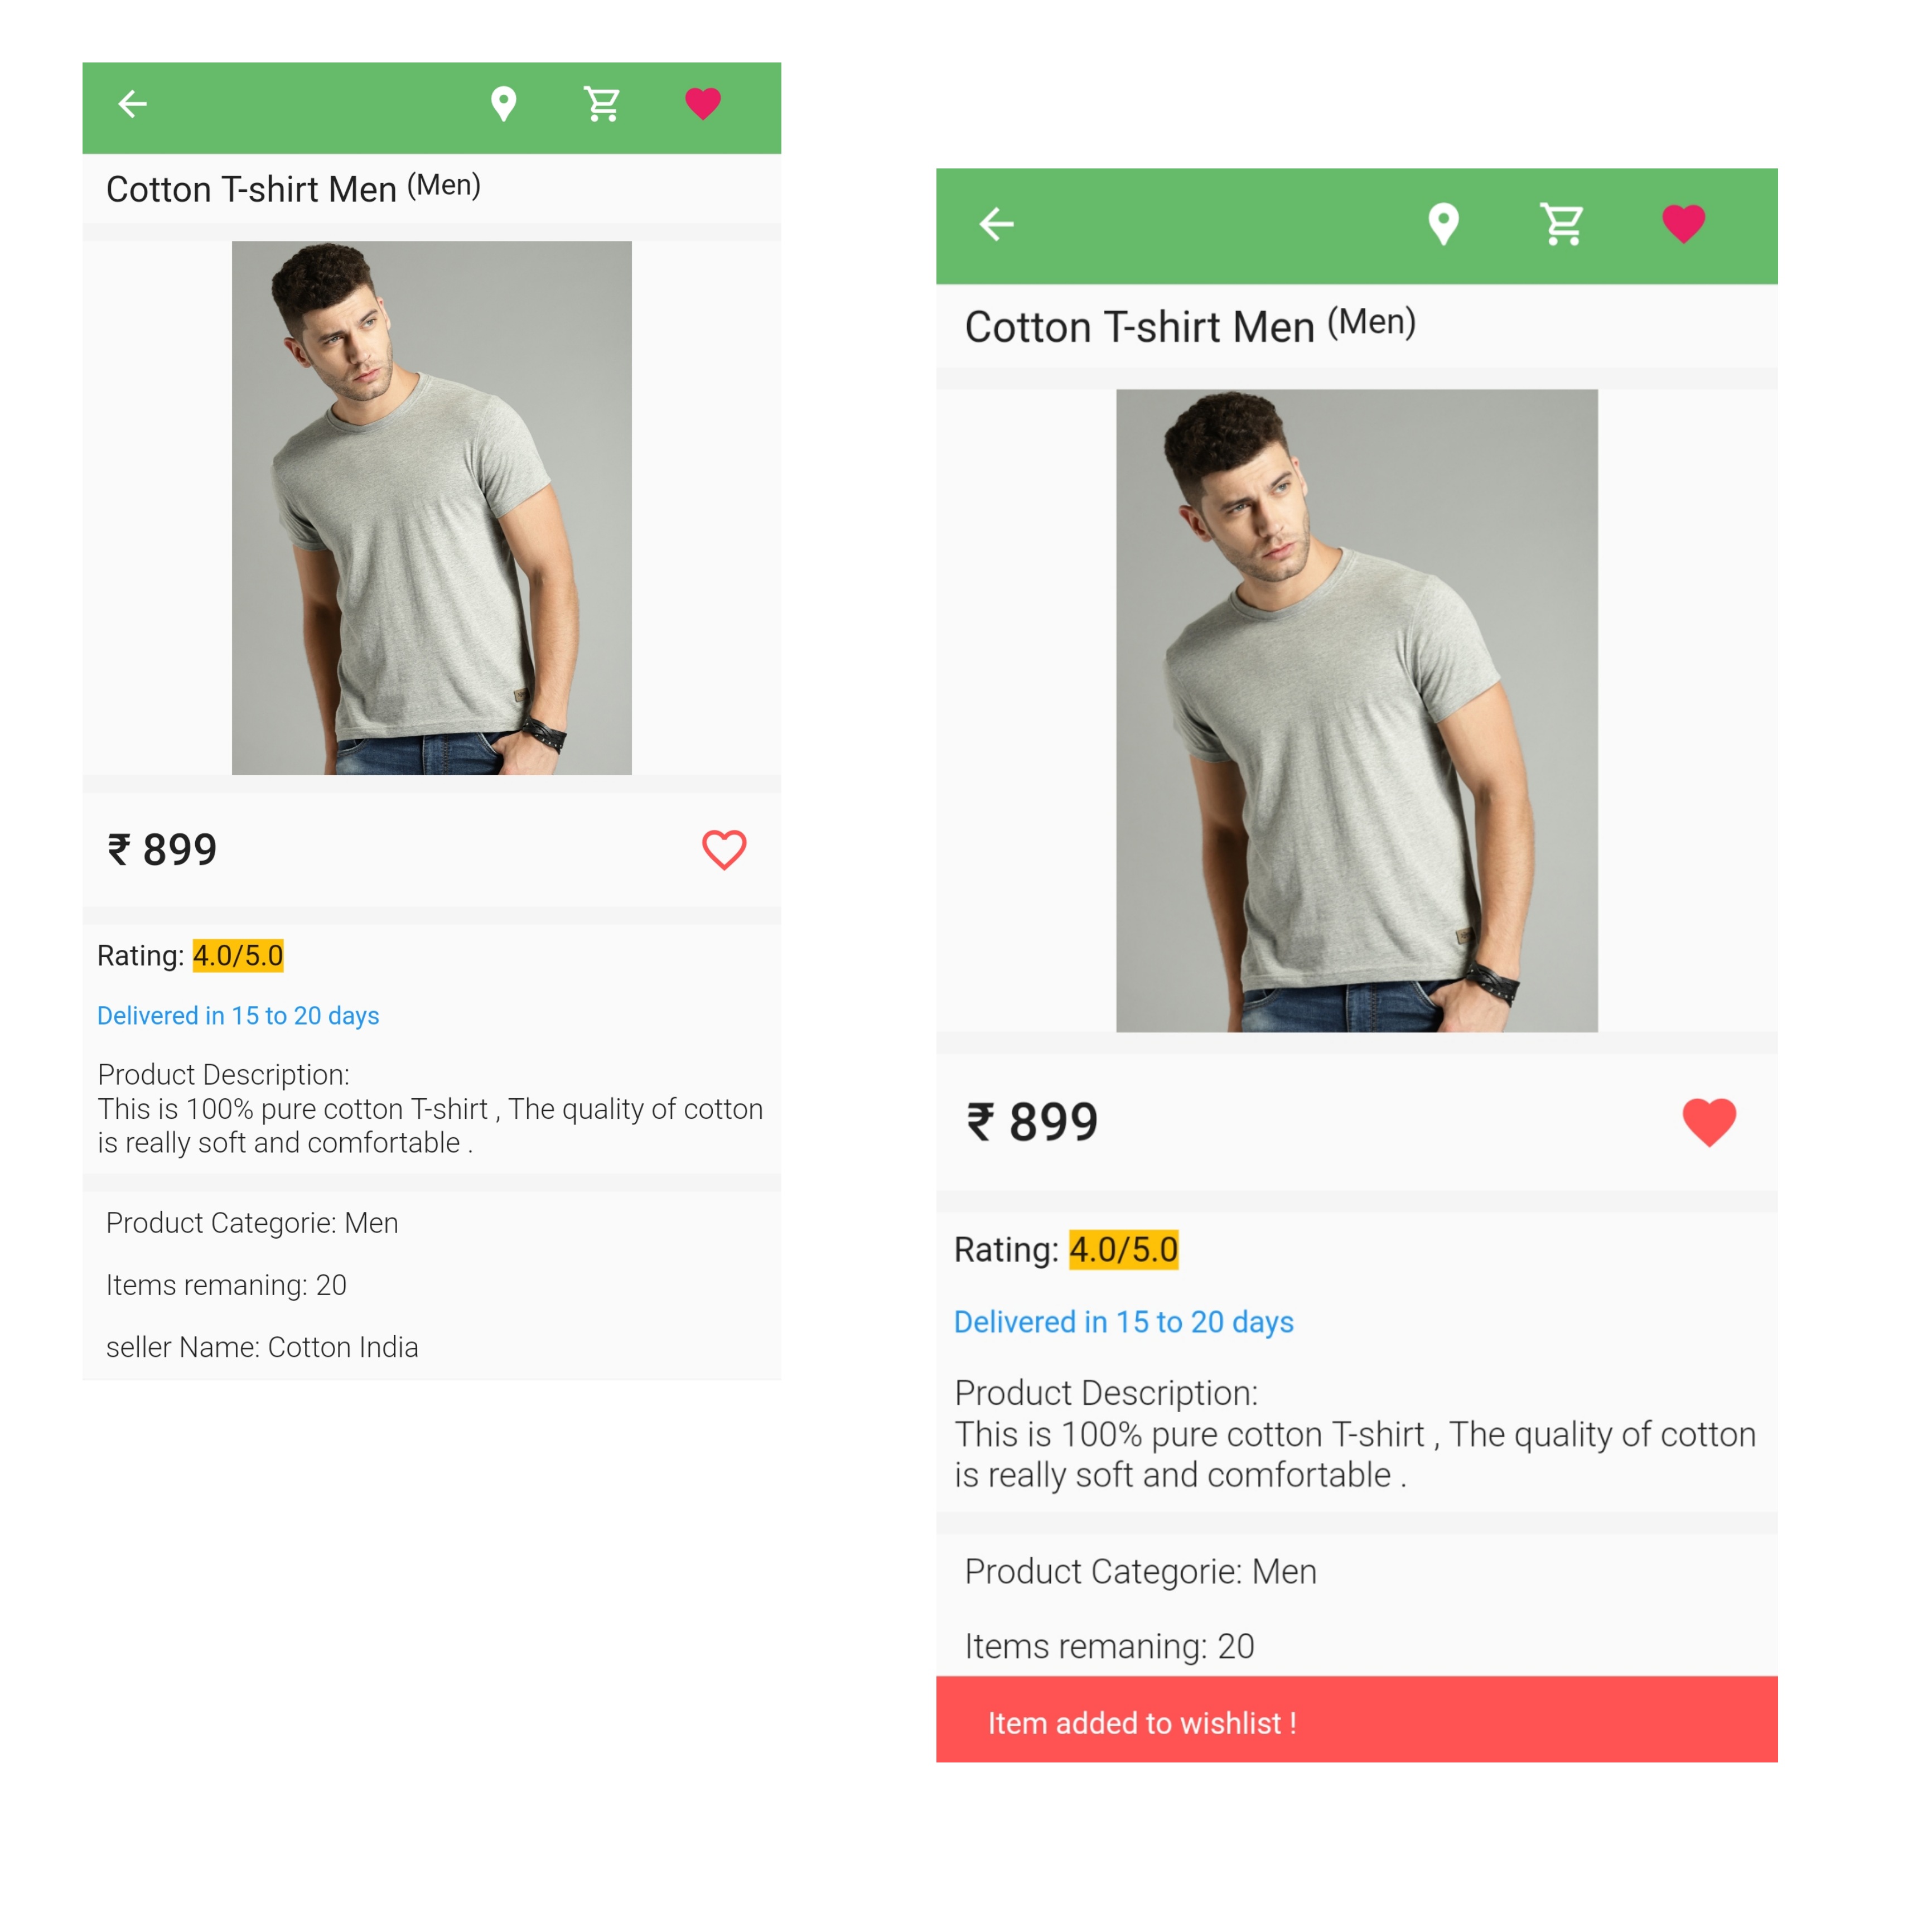 Cotton T-shirt Men (Men)
₹ 899
Rating: 4.0/5.0
Delivered in 15 to 20 days
Product Description:
This is 100% pure cotton T-shirt , The quality of cotton
is really soft and comfortable .
Product Categorie: Men
Items remaning: 20
seller Name: Cotton India
Cotton T-shirt Men (Men)
₹ 899
Rating: 4.0/5.0
Delivered in 15 to 20 days
Product Description:
This is 100% pure cotton T-shirt , The quality of cotton
is really soft and comfortable .
Product Categorie: Men
Items remaning: 20
Item added to wishlist !